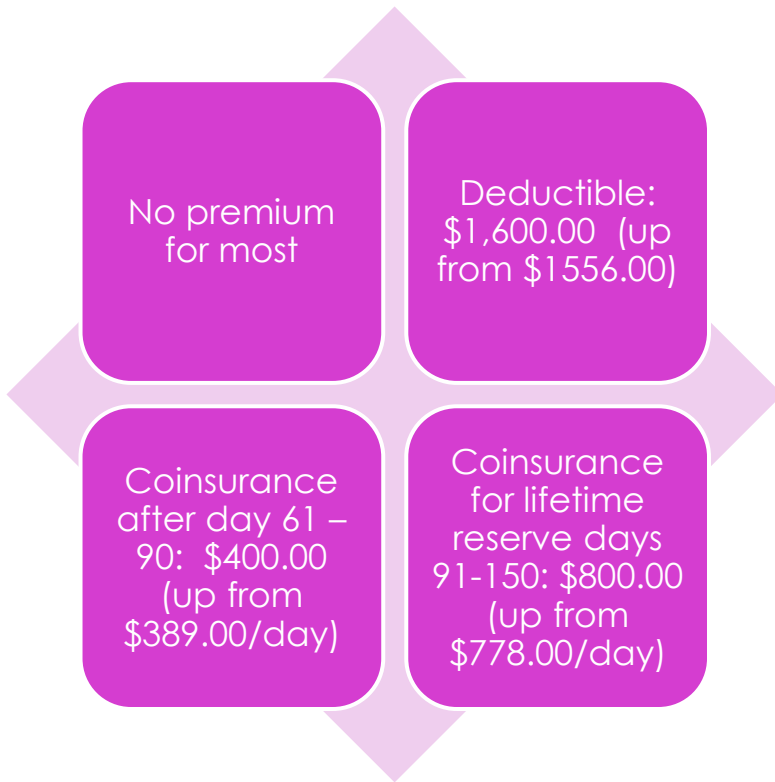 No premium
for most
Deductible:
$1,600.00  (up
from $1556.00)
Coinsurance
after day 61 –
90:  $400.00
(up from
$389.00/day)
Coinsurance
for lifetime
reserve days
91-150: $800.00
(up from
$778.00/day)